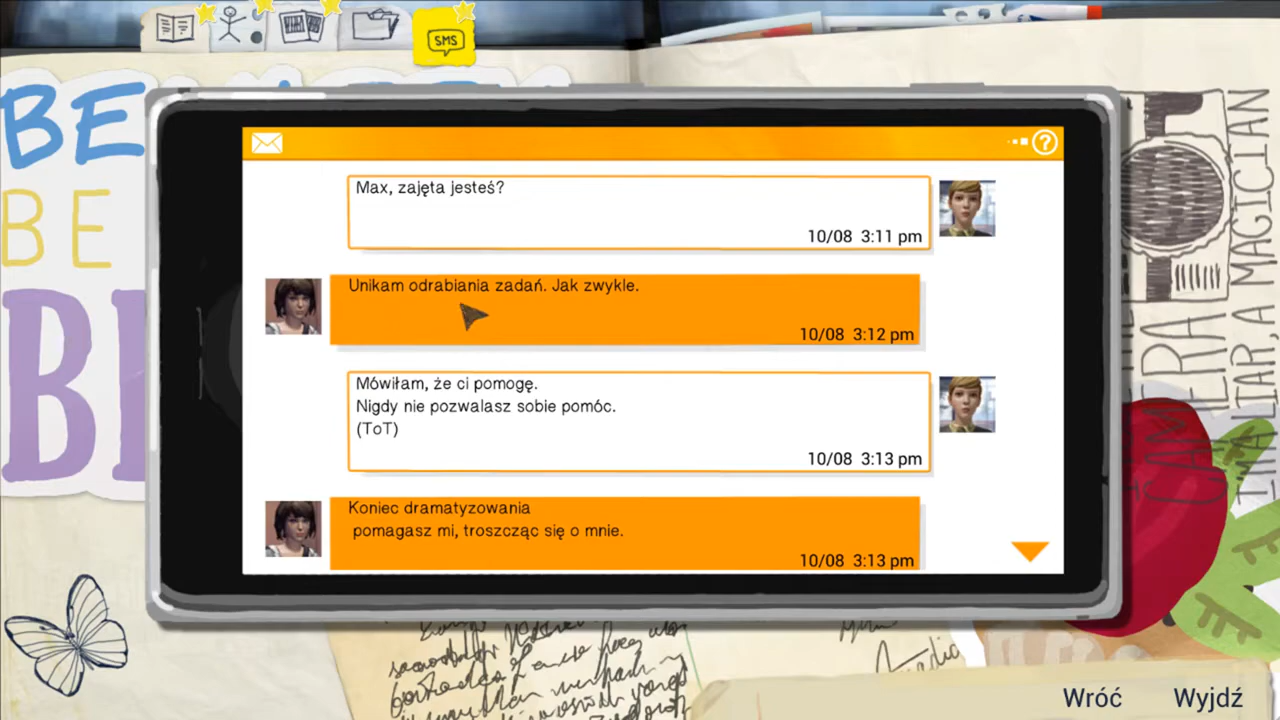 SMS
BE
BE
Max, zajęta jesteś?
10/08 3:11 pm
Unikam odrabiania zadań. Jak zwykle.
10/08 3:12 pm
Mówiłam, że ci pomogę.
Nigdy nie pozwalasz sobie pomóc.
(ToT)
10/08 3:13 pm
Koniec dramatyzowania
pomagasz mi, troszcząc się o mnie.
10/08 3:13 pm
CAMERA
LIAR, A MAGICIAN
Wróć
Wyjdź